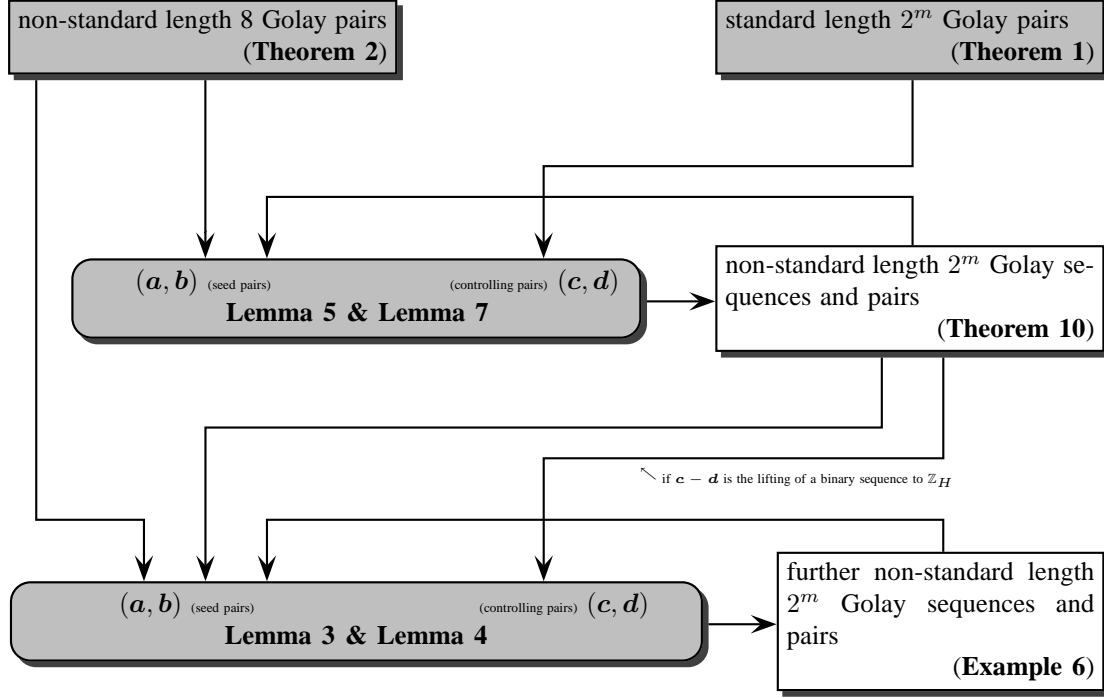 non-standard length 8 Golay pairs
(Theorem 2)
standard length 2^m Golay pairs
(Theorem 1)
(a, b) (seed pairs)
(controlling pairs) (c, d)
Lemma 5 & Lemma 7
non-standard length 2^m Golay se-
quences and pairs
(Theorem 10)
if c − d is the lifting of a binary sequence to ℤ_H
(a, b) (seed pairs)
(controlling pairs) (c, d)
Lemma 3 & Lemma 4
further non-standard length
2^m Golay sequences and
pairs
(Example 6)